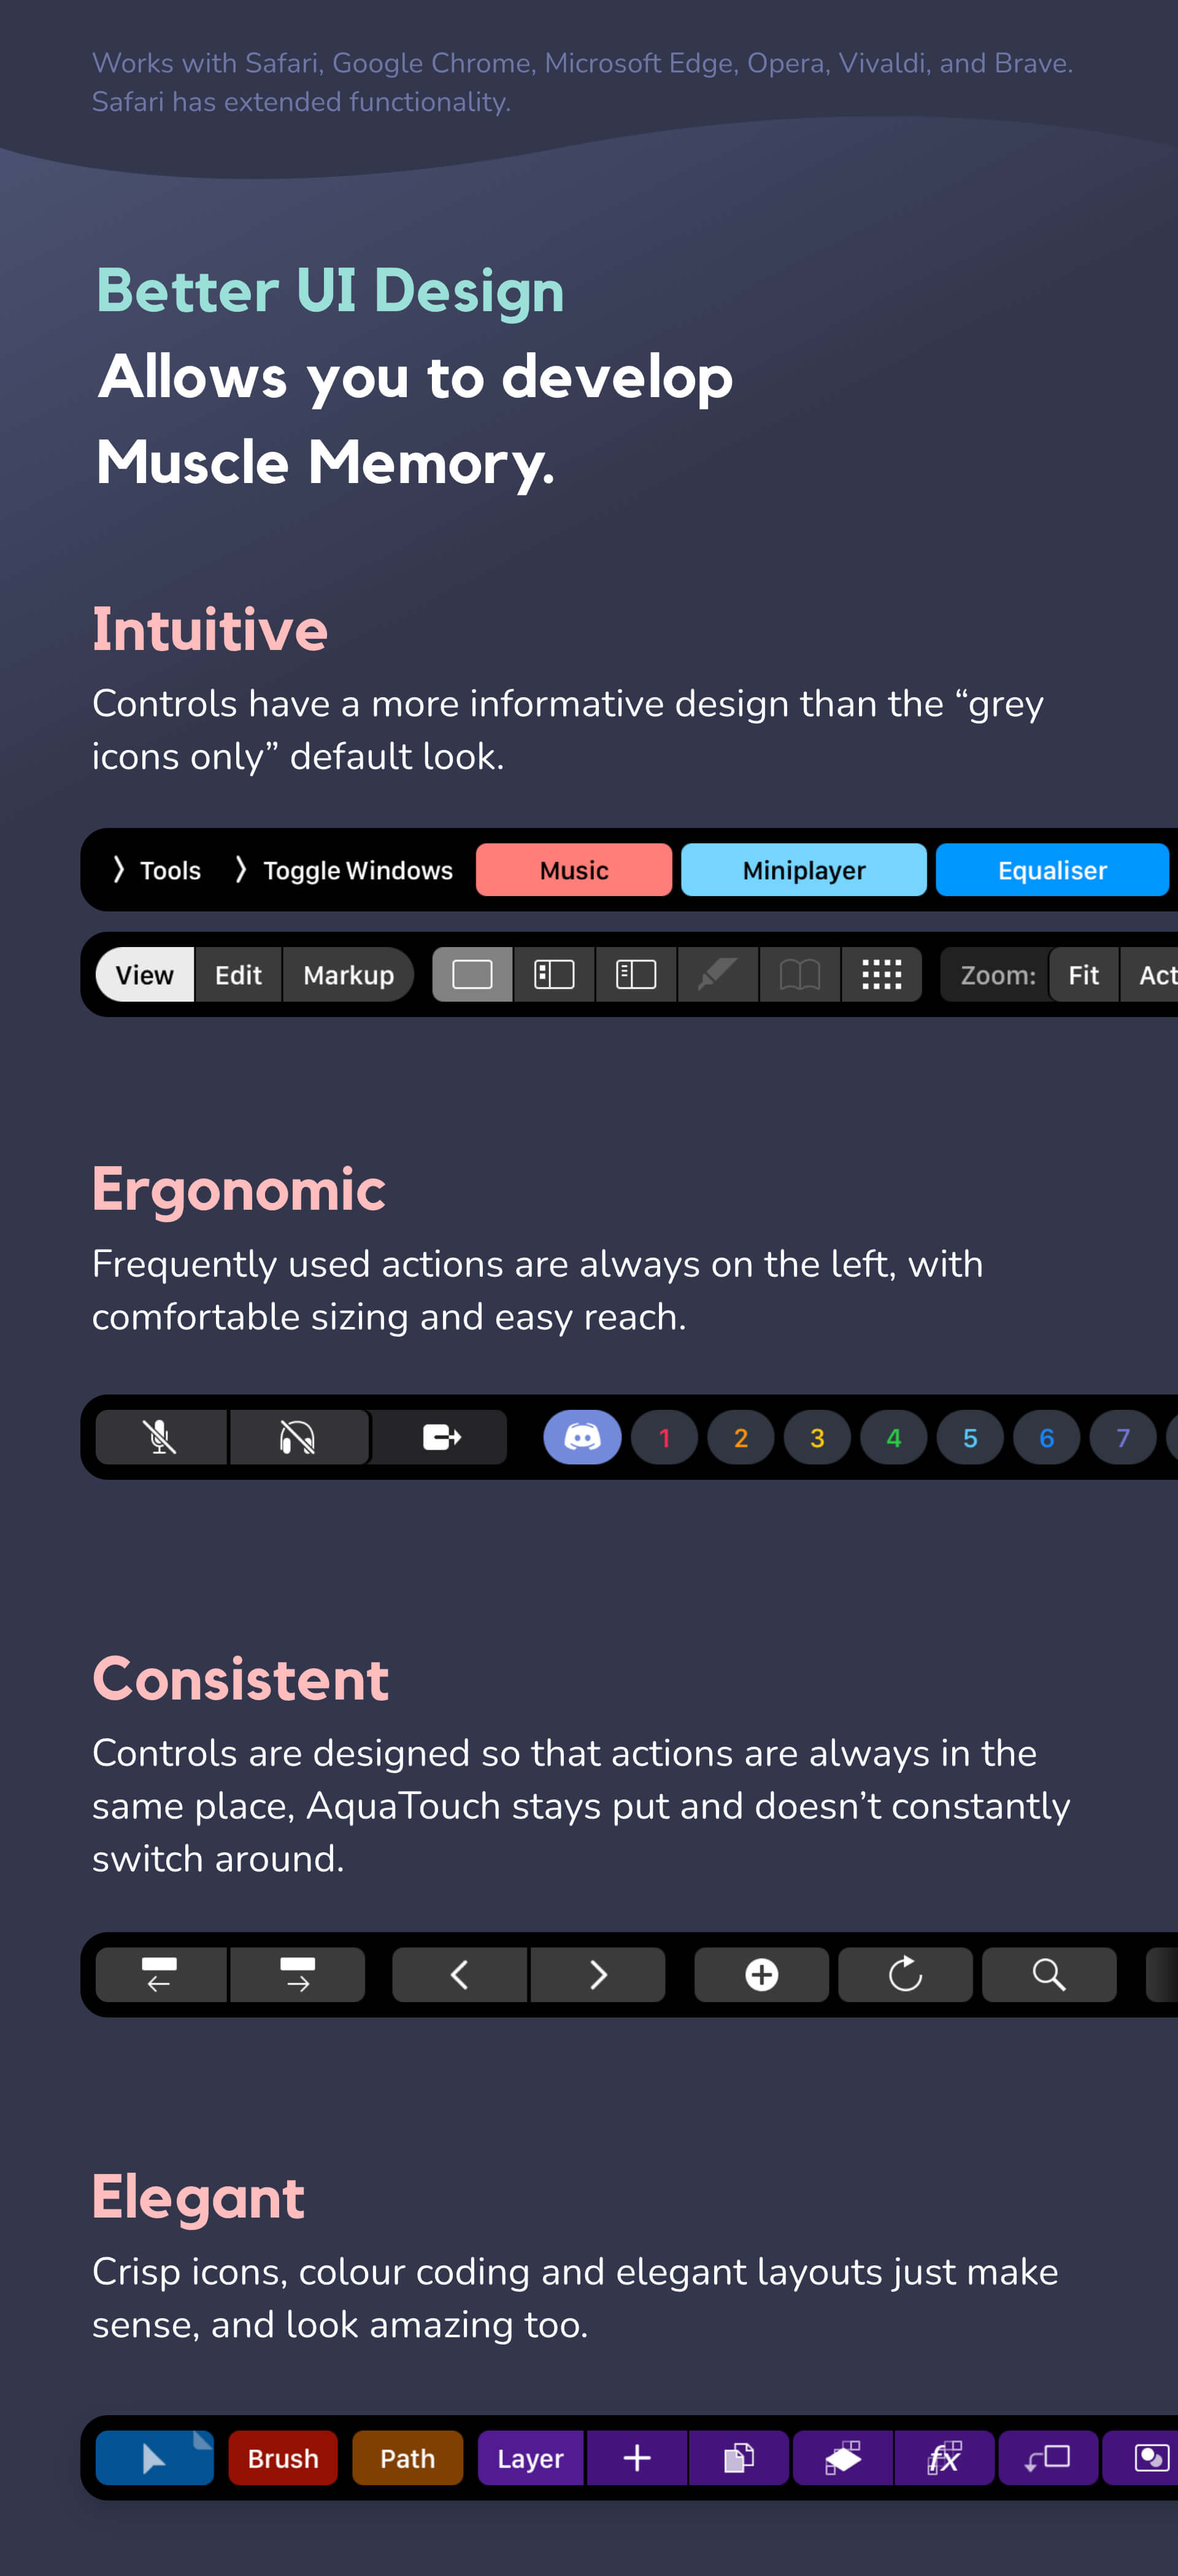 Works with Safari, Google Chrome, Microsoft Edge, Opera, Vivaldi, and Brave.
Safari has extended functionality.
Better UI Design
Allows you to develop
Muscle Memory.
Intuitive
Controls have a more informative design than the “grey
icons only” default look.
Tools Toggle Windows Music Miniplayer Equaliser
View Edit Markup Zoom: Fit Act
Ergonomic
Frequently used actions are always on the left, with
comfortable sizing and easy reach.
1 2 3 4 5 6 7
Consistent
Controls are designed so that actions are always in the
same place, AquaTouch stays put and doesn’t constantly
switch around.
Elegant
Crisp icons, colour coding and elegant layouts just make
sense, and look amazing too.
Brush Path Layer fx